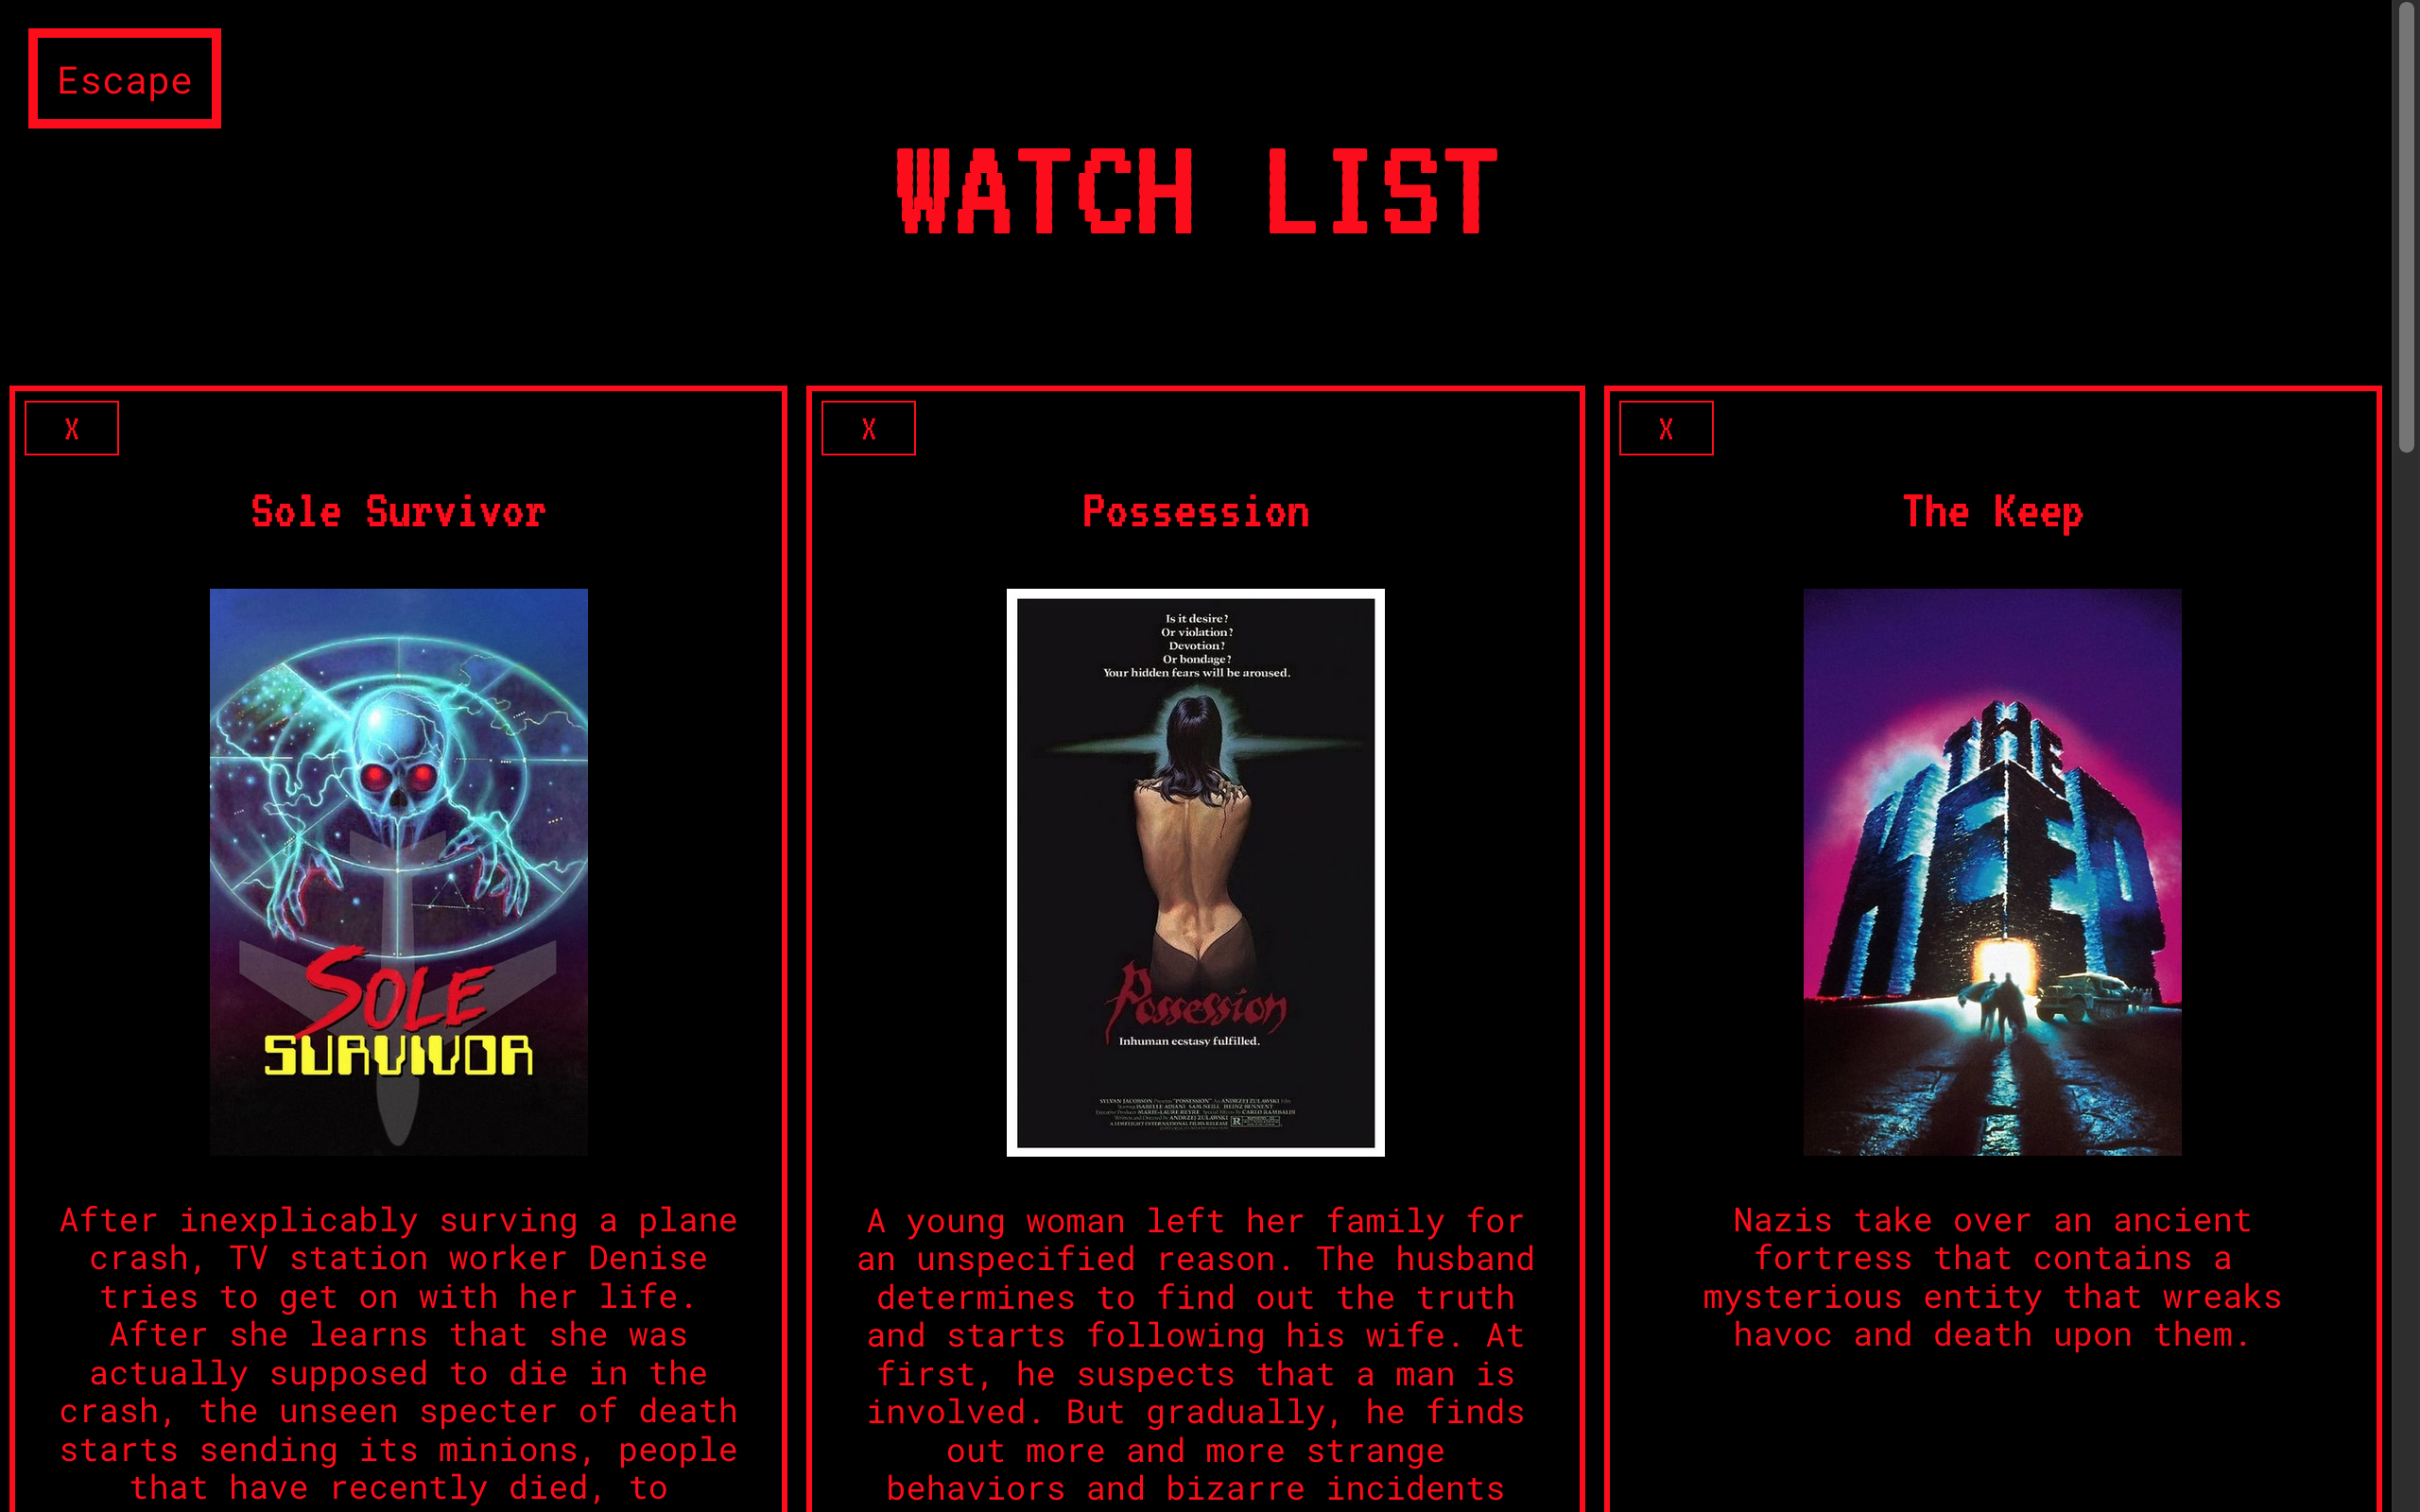 Escape
WATCH LIST
X
Sole Survivor
SOLE
SURVIVOR
After inexplicably surving a plane
crash, TV station worker Denise
tries to get on with her life.
After she learns that she was
actually supposed to die in the
crash, the unseen specter of death
starts sending its minions, people
that have recently died, to
X
Possession
Is it desire?
Or violation?
Devotion?
Or bondage?
Your hidden fears will be aroused.
Possession
Inhuman ecstasy fulfilled.
A young woman left her family for
an unspecified reason. The husband
determines to find out the truth
and starts following his wife. At
first, he suspects that a man is
involved. But gradually, he finds
out more and more strange
behaviors and bizarre incidents
X
The Keep
THE
KEEP
Nazis take over an ancient
fortress that contains a
mysterious entity that wreaks
havoc and death upon them.